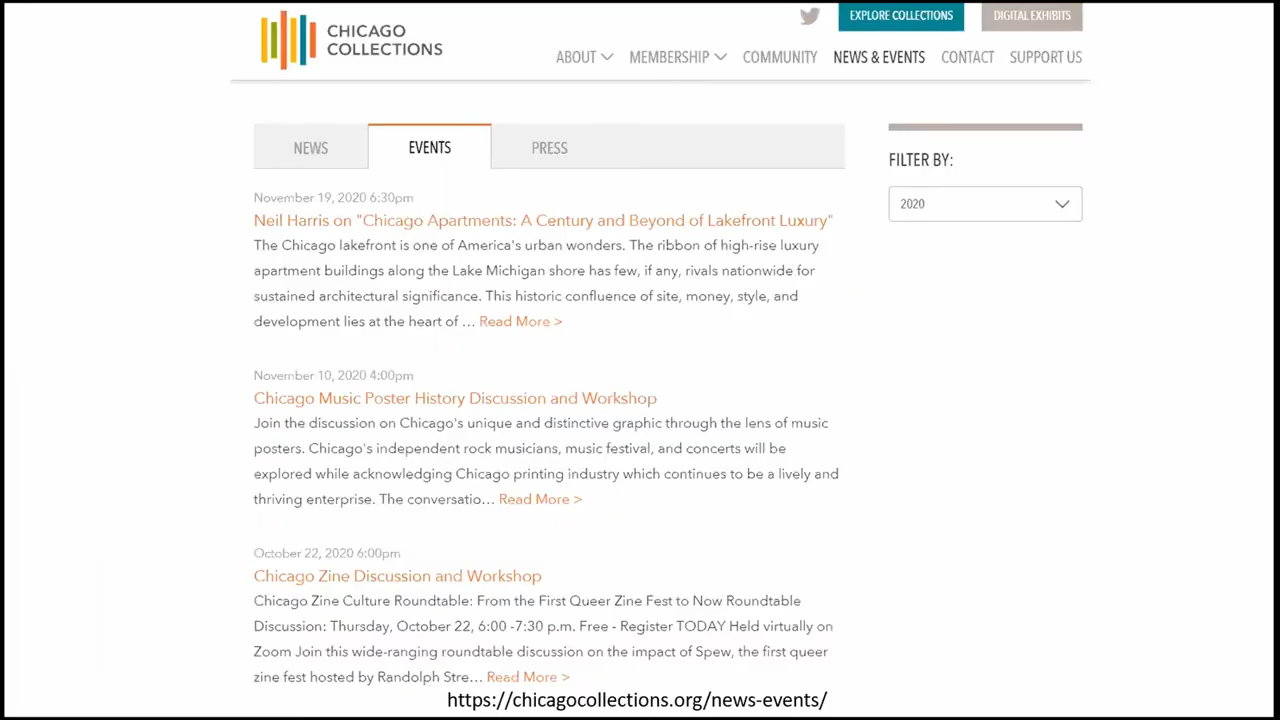 CHICAGO
COLLECTIONS
EXPLORE COLLECTIONS
DIGITAL EXHIBITS
ABOUT
MEMBERSHIP
COMMUNITY
NEWS & EVENTS
CONTACT
SUPPORT US
NEWS
EVENTS
PRESS
November 19, 2020 6:30pm
Neil Harris on "Chicago Apartments: A Century and Beyond of Lakefront Luxury"
The Chicago lakefront is one of America's urban wonders. The ribbon of high-rise luxury
apartment buildings along the Lake Michigan shore has few, if any, rivals nationwide for
sustained architectural significance. This historic confluence of site, money, style, and
development lies at the heart of ... Read More >
November 10, 2020 4:00pm
Chicago Music Poster History Discussion and Workshop
Join the discussion on Chicago's unique and distinctive graphic through the lens of music
posters. Chicago's independent rock musicians, music festival, and concerts will be
explored while acknowledging Chicago printing industry which continues to be a lively and
thriving enterprise. The conversatio... Read More >
October 22, 2020 6:00pm
Chicago Zine Discussion and Workshop
Chicago Zine Culture Roundtable: From the First Queer Zine Fest to Now Roundtable
Discussion: Thursday, October 22, 6:00 -7:30 p.m. Free - Register TODAY Held virtually on
Zoom Join this wide-ranging roundtable discussion on the impact of Spew, the first queer
zine fest hosted by Randolph Stre... Read More >
FILTER BY:
2020
https://chicagocollections.org/news-events/